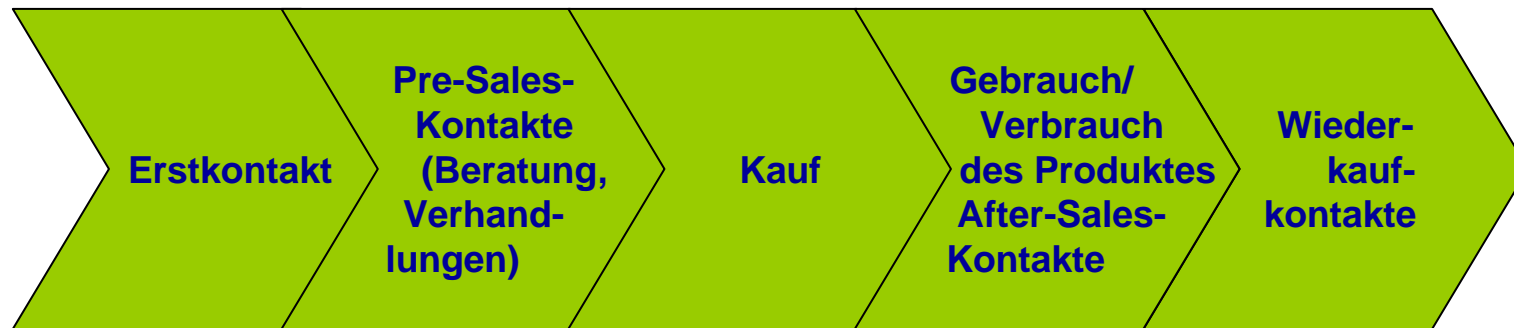 Erstkontakt
Pre-Sales-
Kontakte
(Beratung,
Verhand-
lungen)
Kauf
Gebrauch/
Verbrauch
des Produktes
After-Sales-
Kontakte
Wieder-
kauf-
kontakte